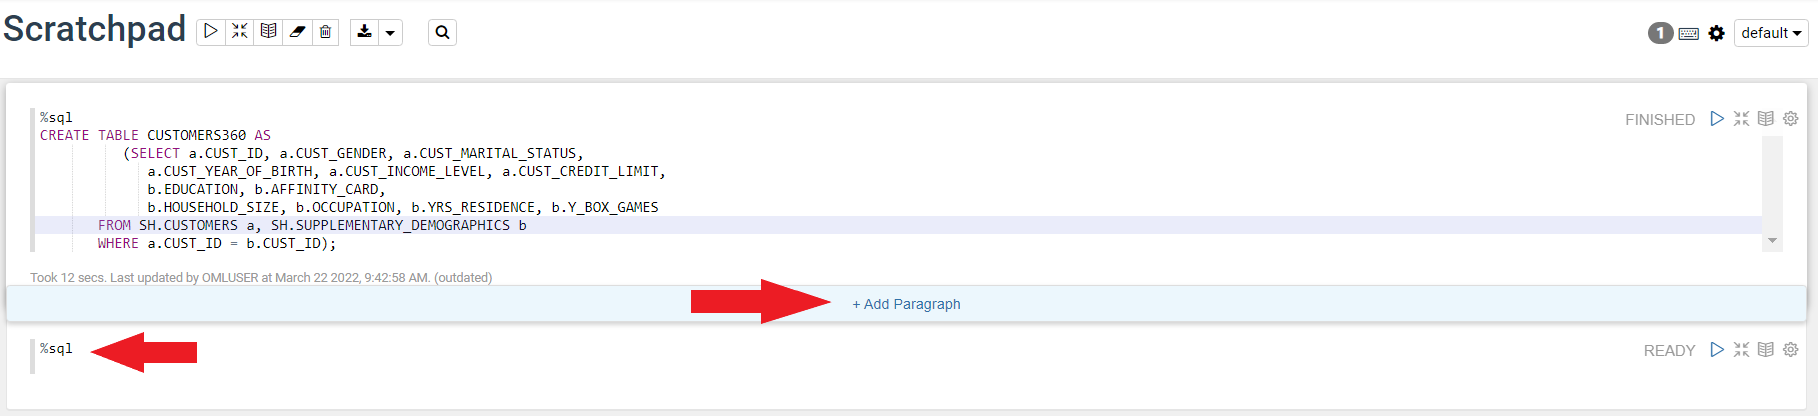 Scratchpad
1
default
%sql
FINISHED
CREATE TABLE CUSTOMERS360 AS
(SELECT a.CUST_ID, a.CUST_GENDER, a.CUST_MARITAL_STATUS,
a.CUST_YEAR_OF_BIRTH, a.CUST_INCOME_LEVEL, a.CUST_CREDIT_LIMIT,
b.EDUCATION, b.AFFINITY_CARD,
b.HOUSEHOLD_SIZE, b.OCCUPATION, b.YRS_RESIDENCE, b.Y_BOX_GAMES
FROM SH.CUSTOMERS a, SH.SUPPLEMENTARY_DEMOGRAPHICS b
WHERE a.CUST_ID = b.CUST_ID);
Took 12 secs. Last updated by OMLUSER at March 22 2022, 9:42:58 AM. (outdated)
+ Add Paragraph
%sql
READY